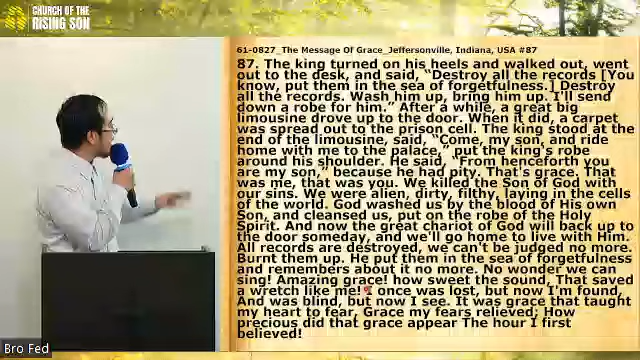 CHURCH OF THE
RISING SON
61-0827_The Message Of Grace_Jeffersonville, Indiana, USA #87
87. The king turned on his heels and walked out, went
out to the desk, and said, “Destroy all the records [You
know, put them in the sea of forgetfulness.] Destroy
all the records. Wash him up, bring him up. I'll send
down a robe for him.” After a while, a great big
limousine drove up to the door. When it did, a carpet
was spread out to the prison cell. The king stood at the
end of the limousine, said, “Come, my son, and ride
home with me to the palace,” put the king's robe
around his shoulder. He said, “From henceforth you
are my son,” because he had pity. That's grace. That
was me, that was you. We killed the Son of God with
our sins. We were alien, dirty, filthy, laying in the cells
of the world. God washed us by the blood of His own
Son, and cleansed us, put on the robe of the Holy
Spirit. And now the great chariot of God will back up to
the door someday, and we'll go home to live with Him.
All records are destroyed, we can't be judged no more.
Burnt them up. He put them in the sea of forgetfulness
and remembers about it no more. No wonder we can
sing! Amazing grace! how sweet the sound, That saved
a wretch like me! I once was lost, but now I'm found,
And was blind, but now I see. It was grace that taught
my heart to fear, Grace my fears relieved; How
precious did that grace appear The hour I first
believed!
Bro Fed